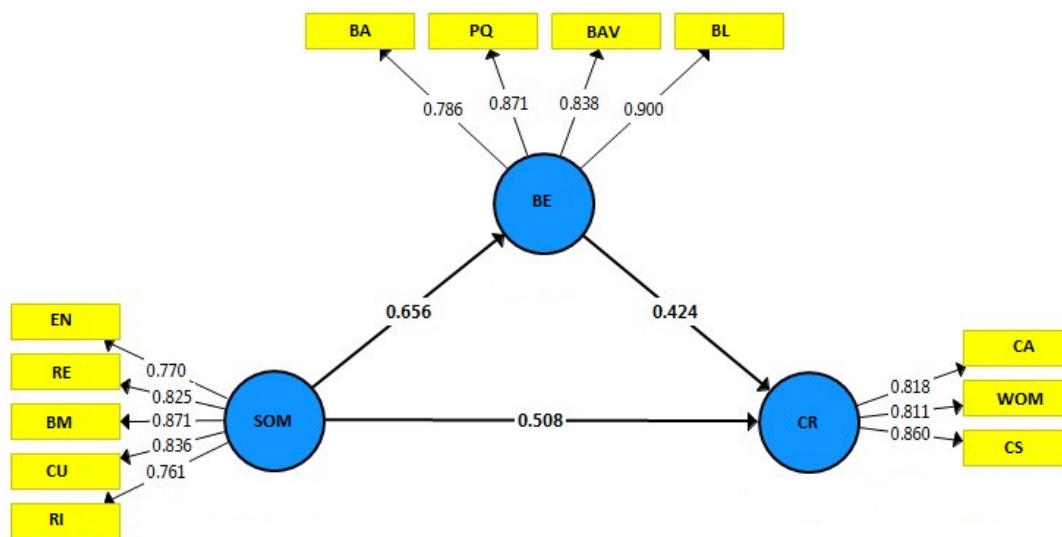 BA
PQ
BAV
BL
0.786
0.871
0.838
0.900
BE
0.656
0.424
EN
RE
BM
CU
RI
0.770
0.825
0.871
0.836
0.761
SOM
0.508
CR
0.818
0.811
0.860
CA
WOM
CS